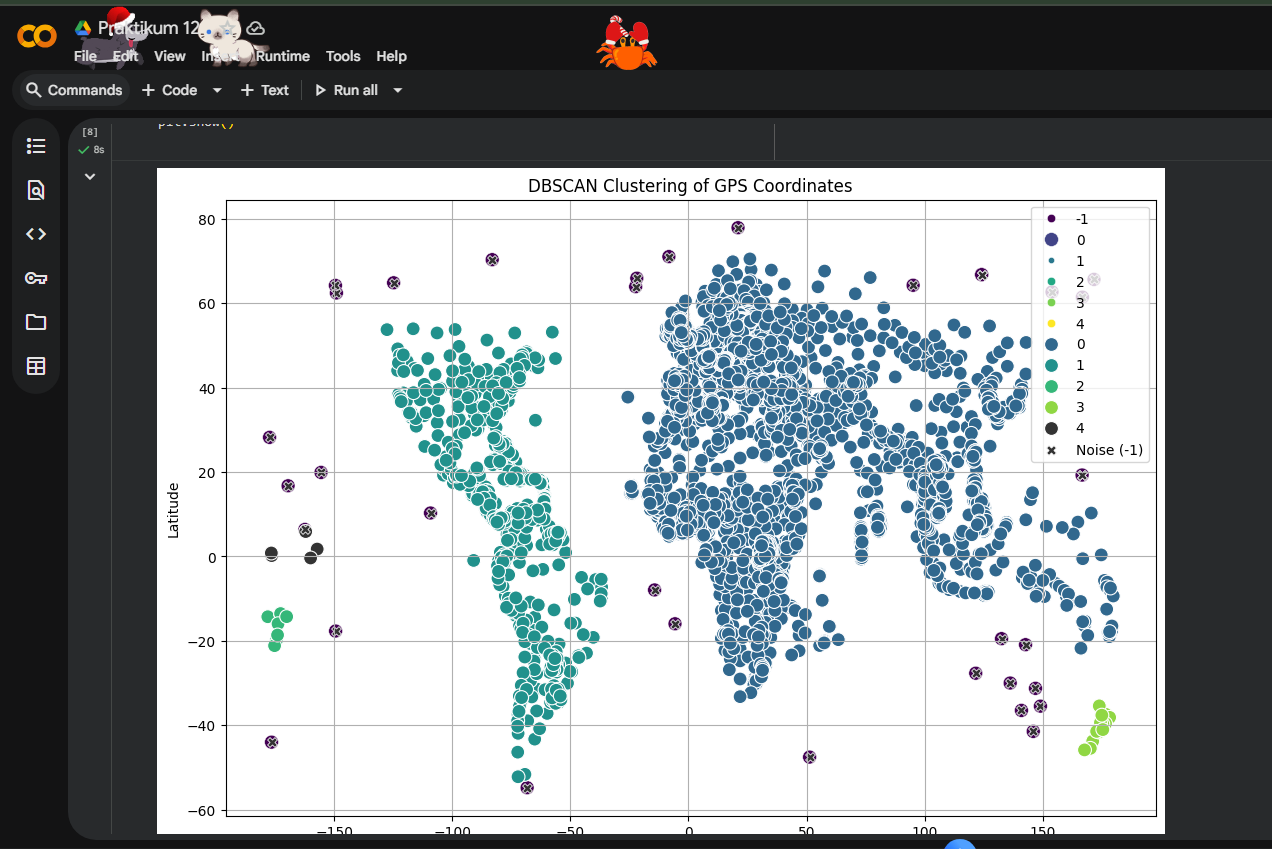 Praktikum 12
File Edit View Insert Runtime Tools Help
Commands + Code + Text Run all
[8]
8s
plt.show()
DBSCAN Clustering of GPS Coordinates
80
60
40
20
0
−20
−40
−60
Latitude
−150 −100 −50 0 50 100 150
-1
0
1
2
3
4
0
1
2
3
4
Noise (-1)